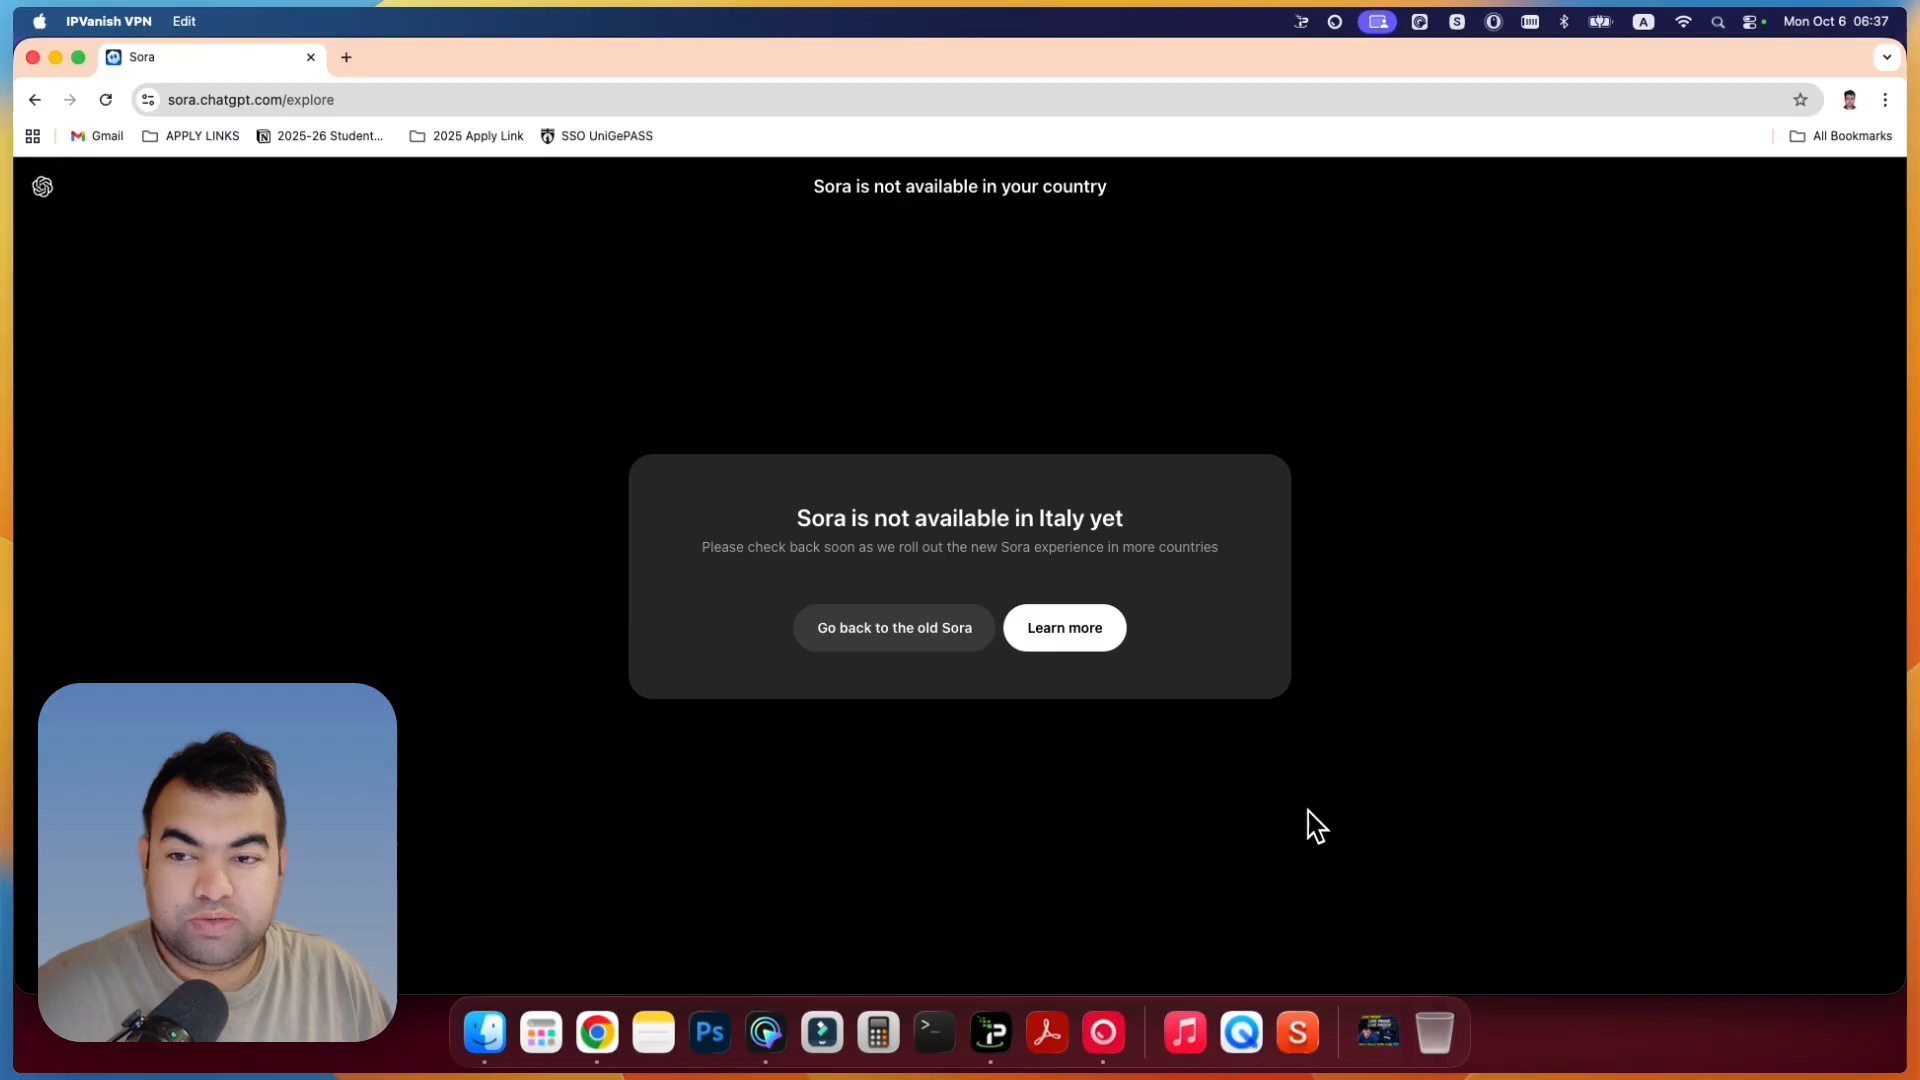 IPVanish VPN Edit
S
A
Mon Oct 6 06:37
Sora
sora.chatgpt.com/explore
Gmail
APPLY LINKS
2025-26 Student...
2025 Apply Link
SSO UniGePASS
All Bookmarks
Sora is not available in your country
Sora is not available in Italy yet
Please check back soon as we roll out the new Sora experience in more countries
Go back to the old Sora
Learn more
Ps
S